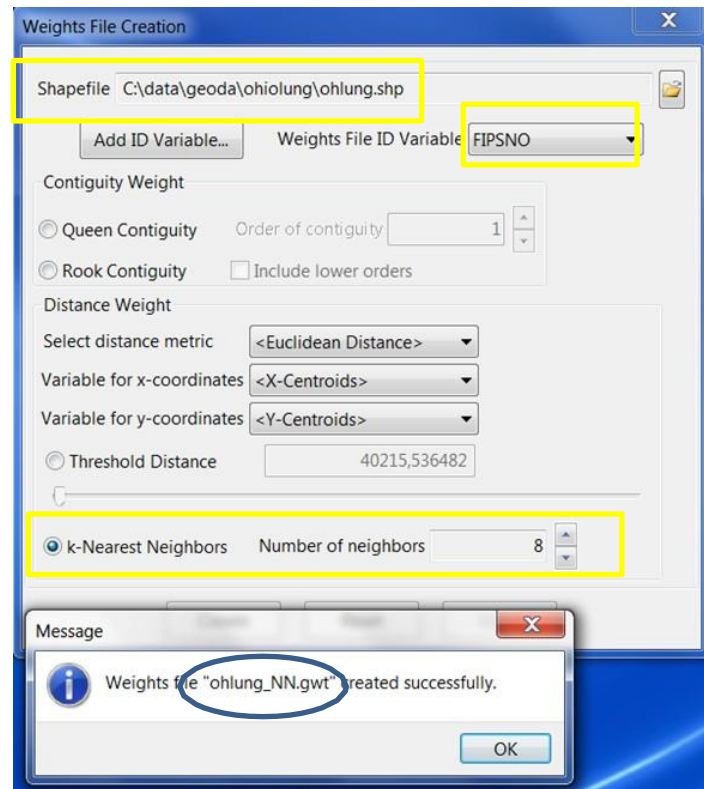 Weights File Creation
Shapefile C:\data\geoda\ohiolung\ohlung.shp
Add ID Variable... Weights File ID Variable FIPSNO
Contiguity Weight
Queen Contiguity Order of contiguity 1
Rook Contiguity Include lower orders
Distance Weight
Select distance metric <Euclidean Distance>
Variable for x-coordinates <X-Centroids>
Variable for y-coordinates <Y-Centroids>
Threshold Distance 40215,536482
k-Nearest Neighbors Number of neighbors 8
Message
Weights file "ohlung_NN.gwt" created successfully.
OK